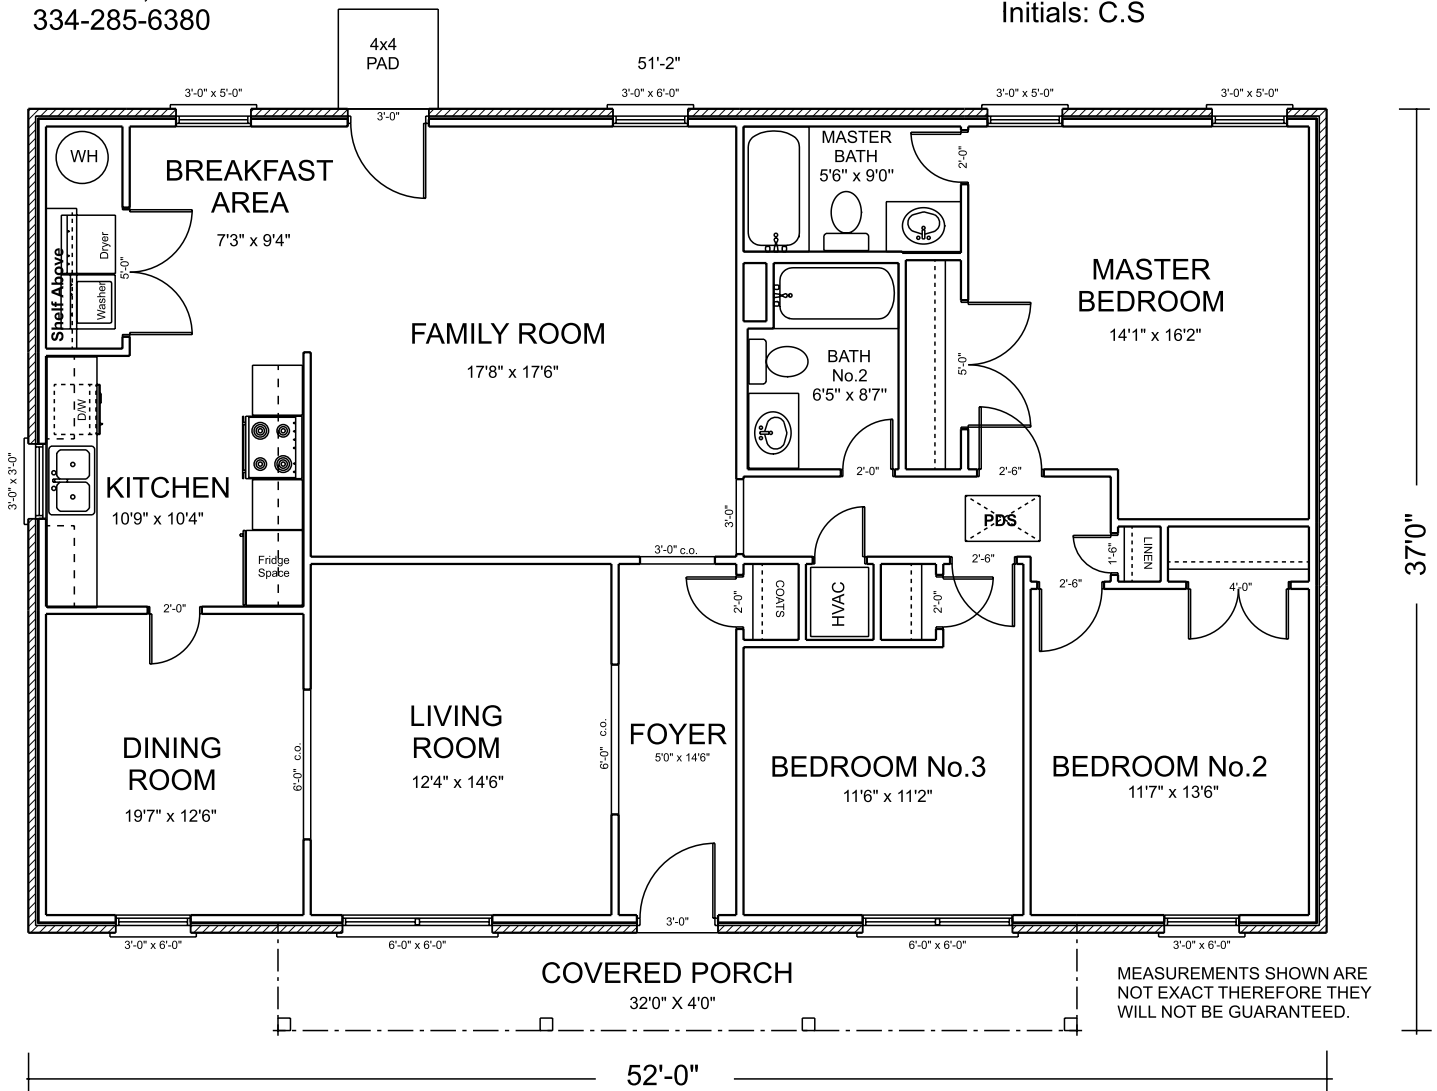 334-285-6380
Initials: C.S
4x4
PAD
51'-2"
3'-0" x 5'-0"
3'-0"
3'-0" x 6'-0"
3'-0" x 5'-0"
3'-0" x 5'-0"
WH
BREAKFAST
AREA
7'3" x 9'4"
MASTER
BATH
5'6" x 9'0"
2'-0"
Dryer
Washer
Shelf Above
5'-0"
MASTER
BEDROOM
14'1" x 16'2"
FAMILY ROOM
17'8" x 17'6"
BATH
No.2
6'5" x 8'7"
5'-0"
D/W
3'-0" x 3'-0"
KITCHEN
10'9" x 10'4"
2'-0"
2'-6"
3'-0"
PDS
3'-0" c.o.
Fridge
Space
2'-6"
1'-6"
LINEN
2'-6"
4'-0"
2'-0"
2'-0"
COATS
HVAC
2'-0"
37'0"
LIVING
ROOM
12'4" x 14'6"
FOYER
5'0" x 14'6"
DINING
ROOM
19'7" x 12'6"
6'-0" c.o.
6'-0" c.o.
BEDROOM No.3
11'6" x 11'2"
BEDROOM No.2
11'7" x 13'6"
3'-0"
3'-0" x 6'-0"
6'-0" x 6'-0"
6'-0" x 6'-0"
3'-0" x 6'-0"
COVERED PORCH
32'0" X 4'0"
MEASUREMENTS SHOWN ARE
NOT EXACT THEREFORE THEY
WILL NOT BE GUARANTEED.
52'-0"